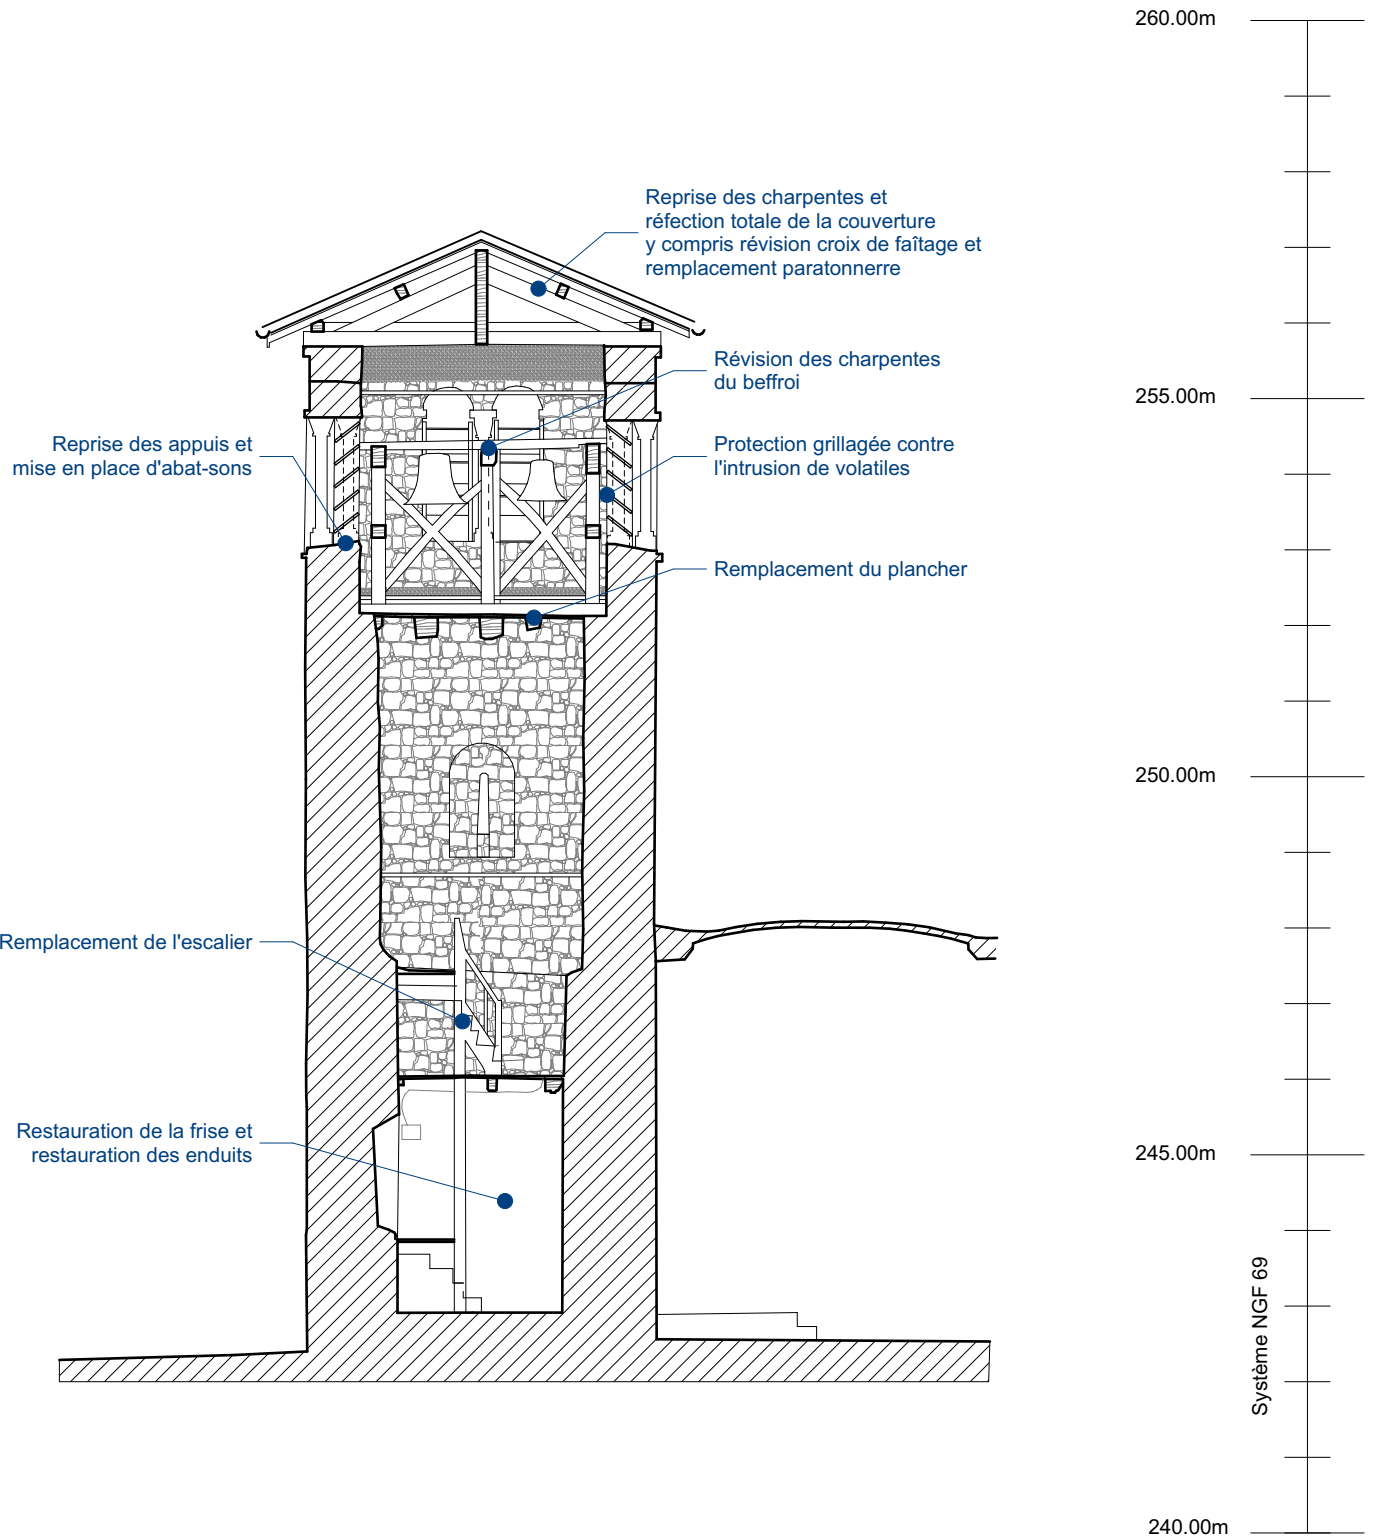 260.00m
Reprise des charpentes et
réfection totale de la couverture
y compris révision croix de faîtage et
remplacement paratonnerre
Révision des charpentes
du beffroi
255.00m
Reprise des appuis et
mise en place d'abat-sons
Protection grillagée contre
l'intrusion de volatiles
Remplacement du plancher
250.00m
Remplacement de l'escalier
Restauration de la frise et
restauration des enduits
245.00m
Système NGF 69
240.00m